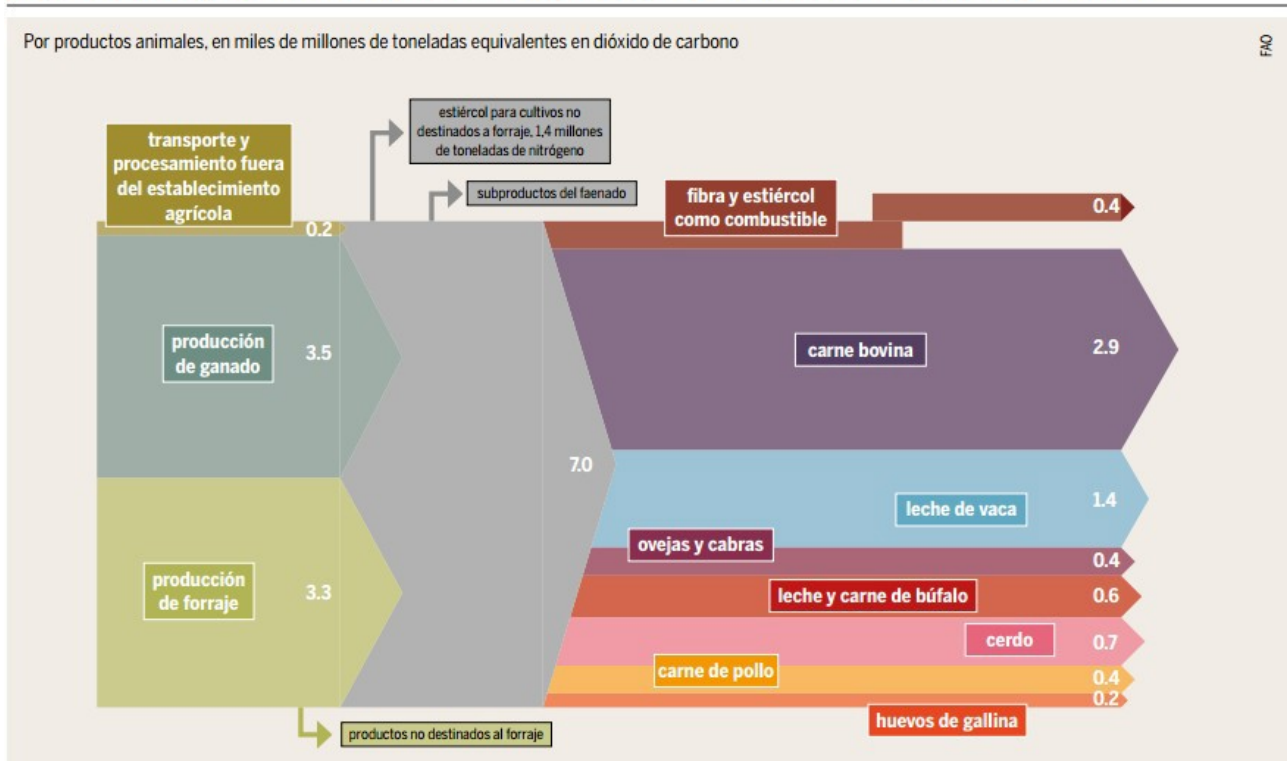 Por productos animales, en miles de millones de toneladas equivalentes en dióxido de carbono
FAO
estiércol para cultivos no
destinados a forraje, 1,4 millones
de toneladas de nitrógeno
transporte y
procesamiento fuera
del establecimiento
agrícola
0.2
subproductos del faenado
fibra y estiércol
como combustible
0.4
producción
de ganado
3.5
carne bovina
2.9
7.0
leche de vaca
1.4
ovejas y cabras
0.4
producción
de forraje
3.3
leche y carne de búfalo
0.6
cerdo
0.7
carne de pollo
0.4
0.2
huevos de gallina
productos no destinados al forraje